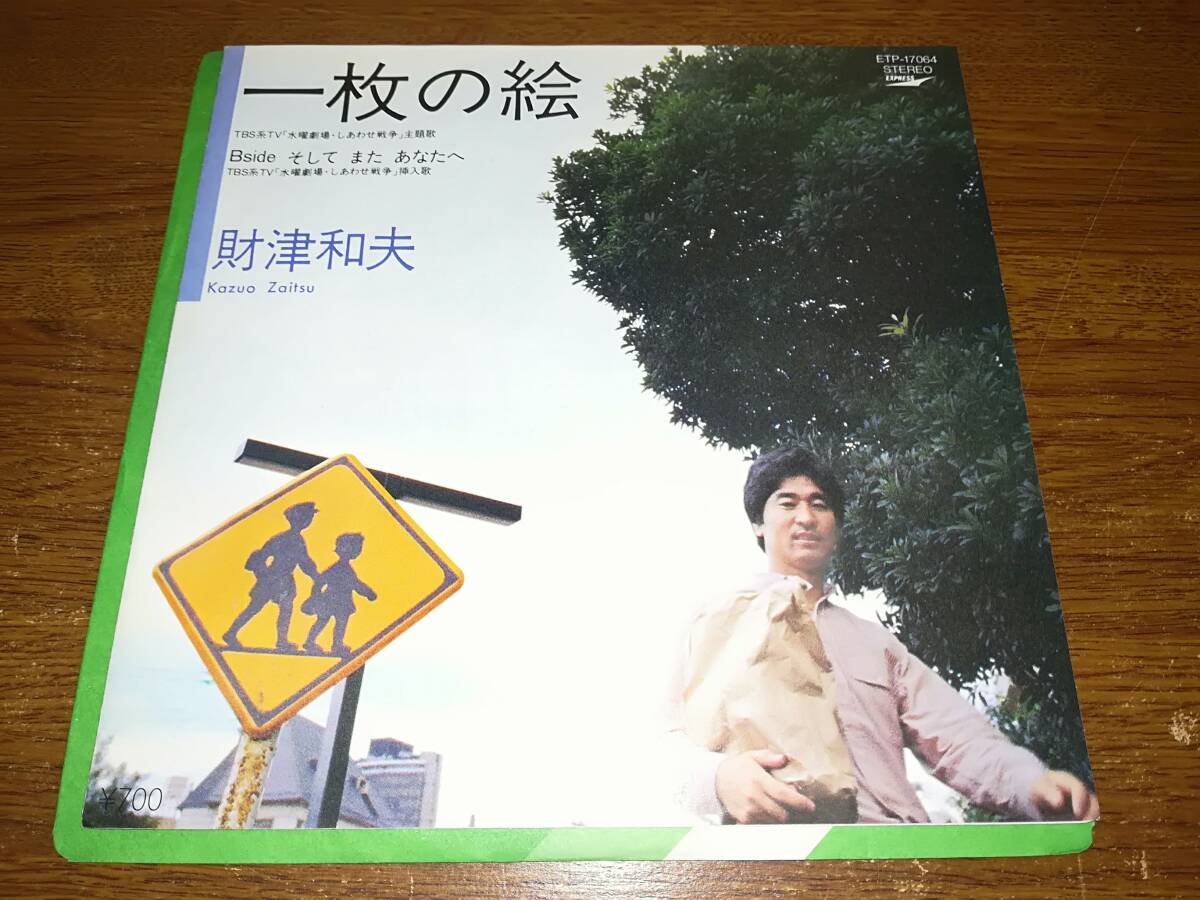 一枚の絵
TBS系TV「水曜劇場・しあわせ戦争」主題歌
Bside そして また あなたへ
TBS系TV「水曜劇場・しあわせ戦争」挿入歌
財津和夫
Kazuo Zaitsu
ETP-17064
STEREO
EXPRESS
¥700